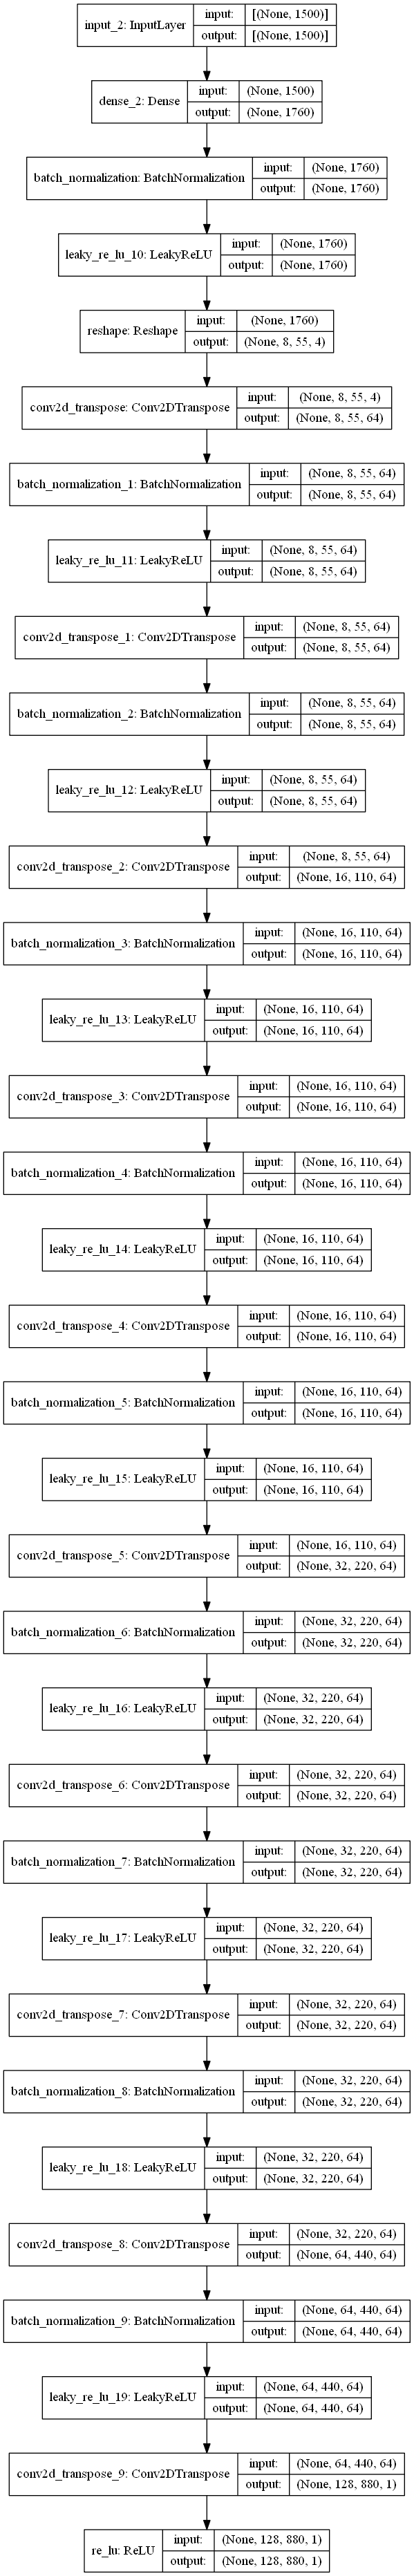 input_2: InputLayer
input: [(None, 1500)]
output: [(None, 1500)]
dense_2: Dense
input: (None, 1500)
output: (None, 1760)
batch_normalization: BatchNormalization
input: (None, 1760)
output: (None, 1760)
leaky_re_lu_10: LeakyReLU
input: (None, 1760)
output: (None, 1760)
reshape: Reshape
input: (None, 1760)
output: (None, 8, 55, 4)
conv2d_transpose: Conv2DTranspose
input: (None, 8, 55, 4)
output: (None, 8, 55, 64)
batch_normalization_1: BatchNormalization
input: (None, 8, 55, 64)
output: (None, 8, 55, 64)
leaky_re_lu_11: LeakyReLU
input: (None, 8, 55, 64)
output: (None, 8, 55, 64)
conv2d_transpose_1: Conv2DTranspose
input: (None, 8, 55, 64)
output: (None, 8, 55, 64)
batch_normalization_2: BatchNormalization
input: (None, 8, 55, 64)
output: (None, 8, 55, 64)
leaky_re_lu_12: LeakyReLU
input: (None, 8, 55, 64)
output: (None, 8, 55, 64)
conv2d_transpose_2: Conv2DTranspose
input: (None, 8, 55, 64)
output: (None, 16, 110, 64)
batch_normalization_3: BatchNormalization
input: (None, 16, 110, 64)
output: (None, 16, 110, 64)
leaky_re_lu_13: LeakyReLU
input: (None, 16, 110, 64)
output: (None, 16, 110, 64)
conv2d_transpose_3: Conv2DTranspose
input: (None, 16, 110, 64)
output: (None, 16, 110, 64)
batch_normalization_4: BatchNormalization
input: (None, 16, 110, 64)
output: (None, 16, 110, 64)
leaky_re_lu_14: LeakyReLU
input: (None, 16, 110, 64)
output: (None, 16, 110, 64)
conv2d_transpose_4: Conv2DTranspose
input: (None, 16, 110, 64)
output: (None, 16, 110, 64)
batch_normalization_5: BatchNormalization
input: (None, 16, 110, 64)
output: (None, 16, 110, 64)
leaky_re_lu_15: LeakyReLU
input: (None, 16, 110, 64)
output: (None, 16, 110, 64)
conv2d_transpose_5: Conv2DTranspose
input: (None, 16, 110, 64)
output: (None, 32, 220, 64)
batch_normalization_6: BatchNormalization
input: (None, 32, 220, 64)
output: (None, 32, 220, 64)
leaky_re_lu_16: LeakyReLU
input: (None, 32, 220, 64)
output: (None, 32, 220, 64)
conv2d_transpose_6: Conv2DTranspose
input: (None, 32, 220, 64)
output: (None, 32, 220, 64)
batch_normalization_7: BatchNormalization
input: (None, 32, 220, 64)
output: (None, 32, 220, 64)
leaky_re_lu_17: LeakyReLU
input: (None, 32, 220, 64)
output: (None, 32, 220, 64)
conv2d_transpose_7: Conv2DTranspose
input: (None, 32, 220, 64)
output: (None, 32, 220, 64)
batch_normalization_8: BatchNormalization
input: (None, 32, 220, 64)
output: (None, 32, 220, 64)
leaky_re_lu_18: LeakyReLU
input: (None, 32, 220, 64)
output: (None, 32, 220, 64)
conv2d_transpose_8: Conv2DTranspose
input: (None, 32, 220, 64)
output: (None, 64, 440, 64)
batch_normalization_9: BatchNormalization
input: (None, 64, 440, 64)
output: (None, 64, 440, 64)
leaky_re_lu_19: LeakyReLU
input: (None, 64, 440, 64)
output: (None, 64, 440, 64)
conv2d_transpose_9: Conv2DTranspose
input: (None, 64, 440, 64)
output: (None, 128, 880, 1)
re_lu: ReLU
input: (None, 128, 880, 1)
output: (None, 128, 880, 1)